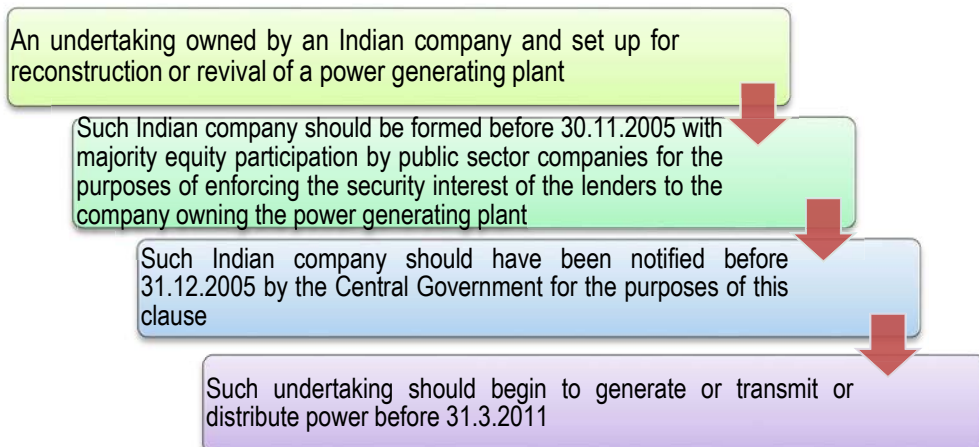 An undertaking owned by an Indian company and set up for
reconstruction or revival of a power generating plant
Such Indian company should be formed before 30.11.2005 with
majority equity participation by public sector companies for the
purposes of enforcing the security interest of the lenders to the
company owning the power generating plant
Such Indian company should have been notified before
31.12.2005 by the Central Government for the purposes of this
clause
Such undertaking should begin to generate or transmit or
distribute power before 31.3.2011